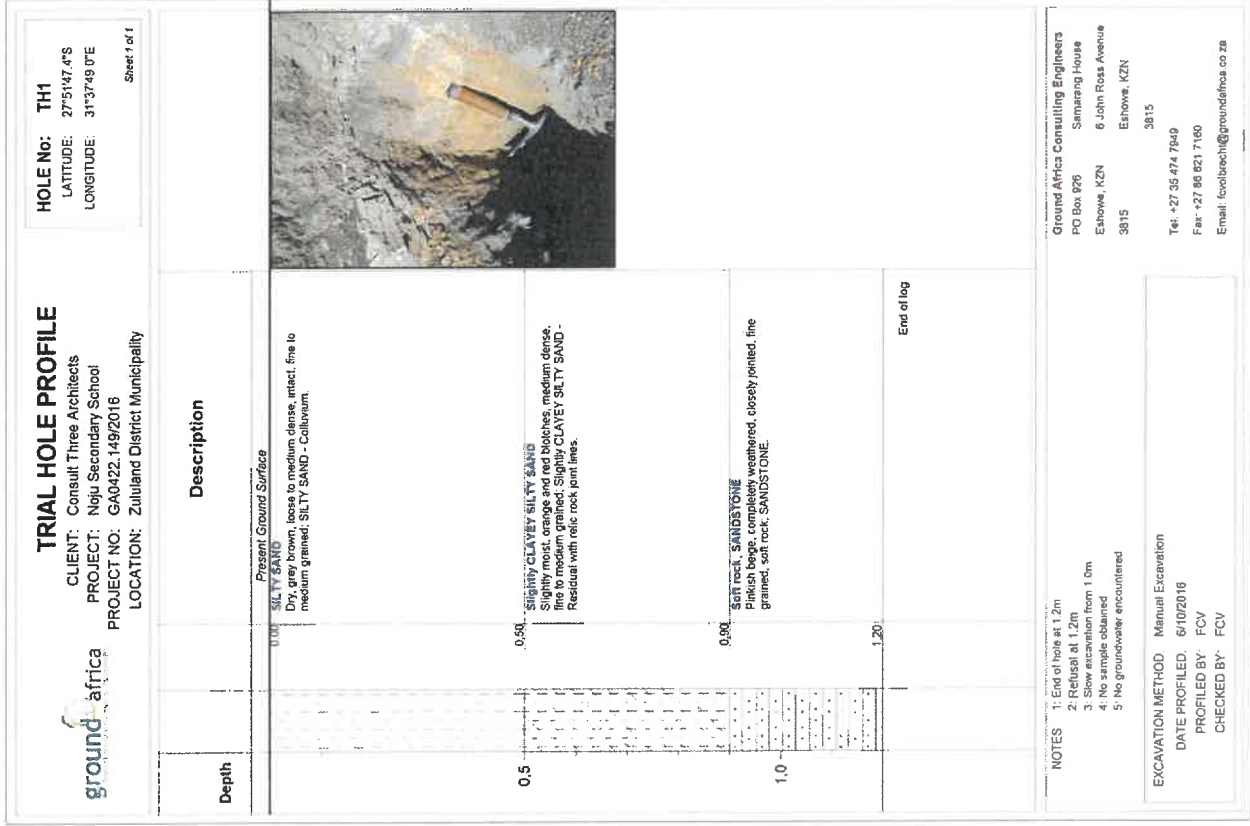 ground africa
TRIAL HOLE PROFILE
CLIENT: Consult Three Architects
PROJECT: Noju Secondary School
PROJECT NO: GA0422.149/2016
LOCATION: Zululand District Municipality
HOLE No: TH1
LATITUDE: 27°51'47.4"S
LONGITUDE: 31°37'49 0"E
Sheet 1 of 1
Depth
Description
Present Ground Surface
0.00
SILTY SAND
Dry, grey brown, loose to medium dense, intact, fine to
medium grained; SILTY SAND - Colluvium.
0.5
0.50
Slightly CLAYEY SILTY SAND
Slightly moist, orange and red blotches, medium dense,
fine to medium grained; Slightly CLAYEY SILTY SAND -
Residual with relic rock joint lines.
0.90
Soft rock, SANDSTONE
Pinkish beige, completely weathered, closely jointed, fine
grained, soft rock; SANDSTONE.
1.0
1.20
End of log
NOTES 1: End of hole at 1.2m
2: Refusal at 1.2m
3: Slow excavation from 1 0m
4: No sample obtained
5: No groundwater encountered
EXCAVATION METHOD Manual Excavation
DATE PROFILED. 6/10/2016
PROFILED BY: FCV
CHECKED BY: FCV
Ground Africa Consulting Engineers
PO Box 926 Samarang House
Eshowe, KZN 6 John Ross Avenue
3815 Eshowe, KZN
3815
Tel: +27 35 474 7949
Fax: +27 86 621 7160
Email: fcvolbrecht@groundafrica.co za